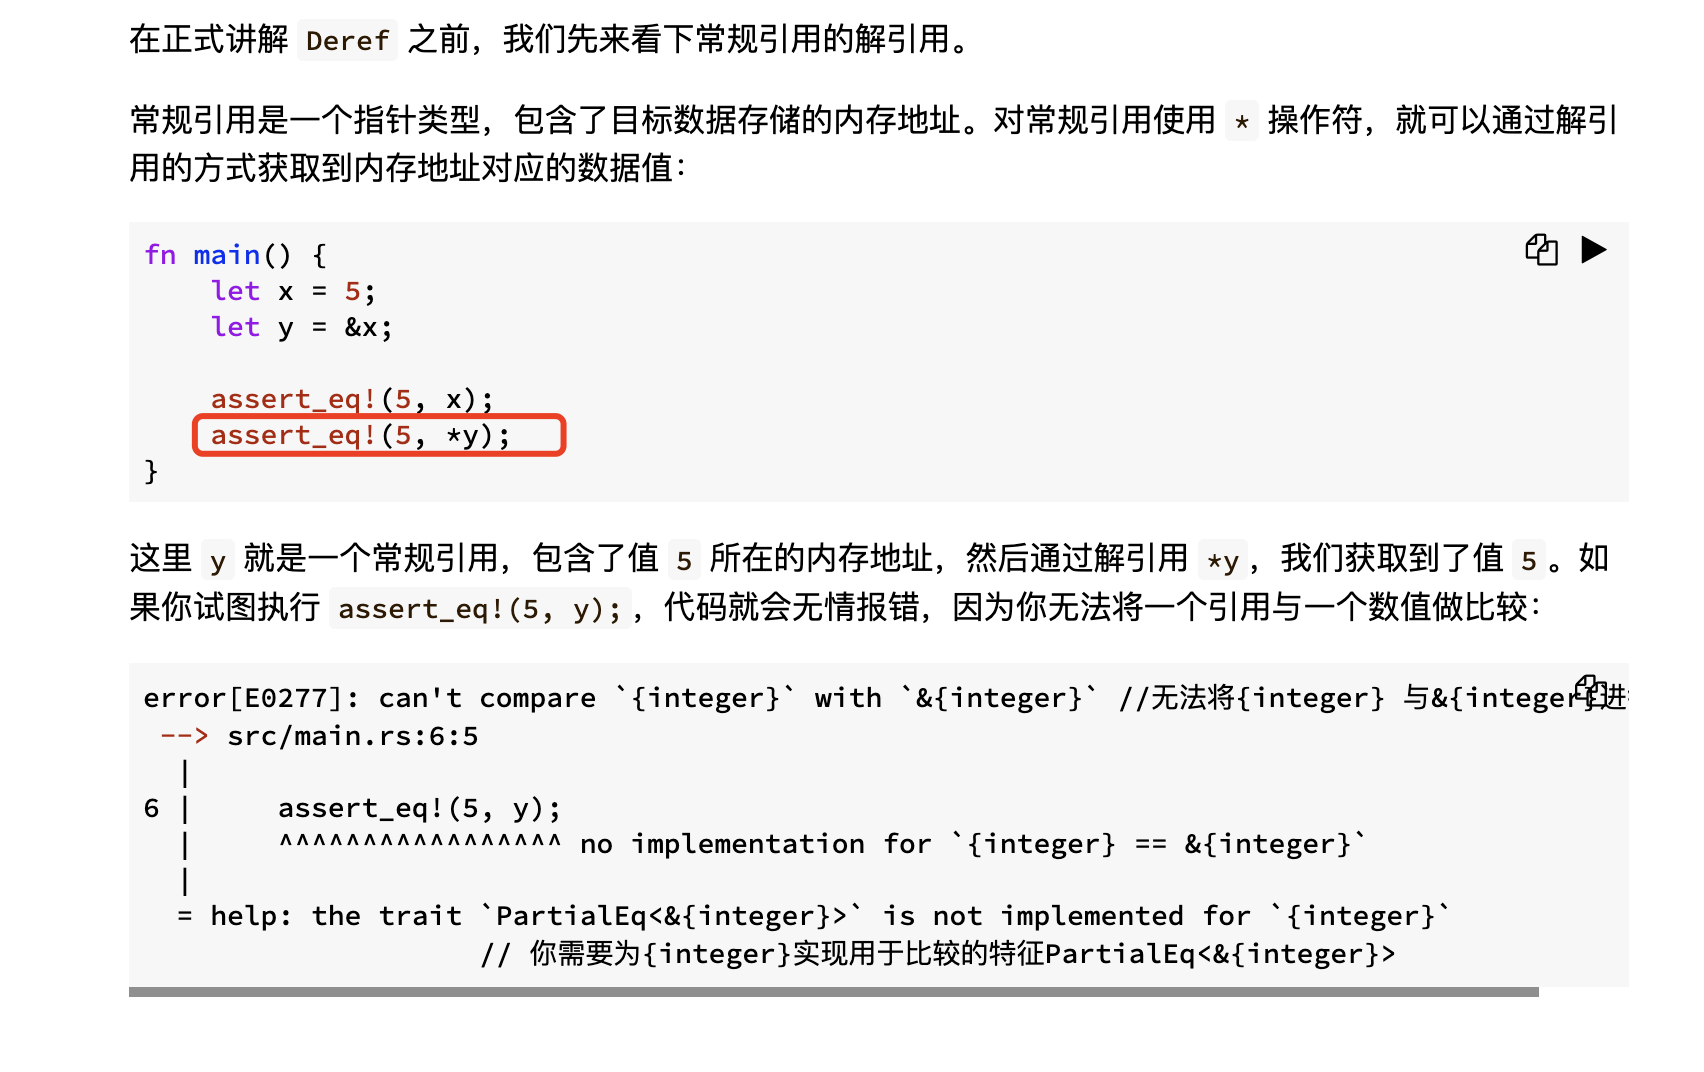 在正式讲解 Deref 之前，我们先来看下常规引用的解引用。
常规引用是一个指针类型，包含了目标数据存储的内存地址。对常规引用使用 * 操作符，就可以通过解引
用的方式获取到内存地址对应的数据值：
fn main() {
    let x = 5;
    let y = &x;
    assert_eq!(5, x);
    assert_eq!(5, *y);
}
这里 y 就是一个常规引用，包含了值 5 所在的内存地址，然后通过解引用 *y，我们获取到了值 5 。如
果你试图执行 assert_eq!(5, y);，代码就会无情报错，因为你无法将一个引用与一个数值做比较：
error[E0277]: can't compare `{integer}` with `&{integer}` //无法将{integer} 与&{integer}进
 --> src/main.rs:6:5
  |
6 |     assert_eq!(5, y);
  |     ^^^^^^^^^^^^^^^^^ no implementation for `{integer} == &{integer}`
  |
  = help: the trait `PartialEq<&{integer}>` is not implemented for `{integer}`
                    // 你需要为{integer}实现用于比较的特征PartialEq<&{integer}>